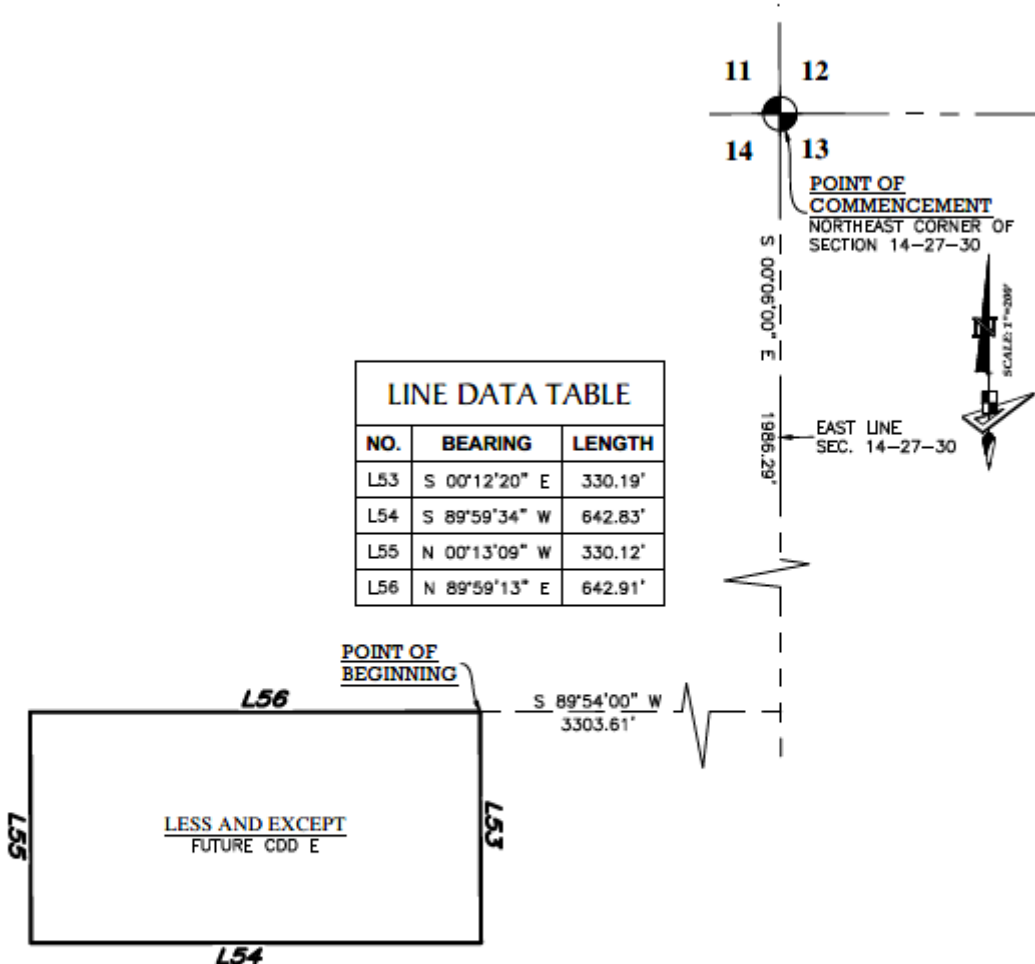 11 12
14 13
POINT OF
COMMENCEMENT
NORTHEAST CORNER OF
SECTION 14-27-30
S 00°06'00" E 1986.29'
N
SCALE: 1"=200'
EAST LINE
SEC. 14-27-30
LINE DATA TABLE
NO. BEARING LENGTH
L53 S 00°12'20" E 330.19'
L54 S 89°59'34" W 642.83'
L55 N 00°13'09" W 330.12'
L56 N 89°59'13" E 642.91'
POINT OF
BEGINNING
S 89°54'00" W
3303.61'
L56
L55
L53
LESS AND EXCEPT
FUTURE CDD E
L54